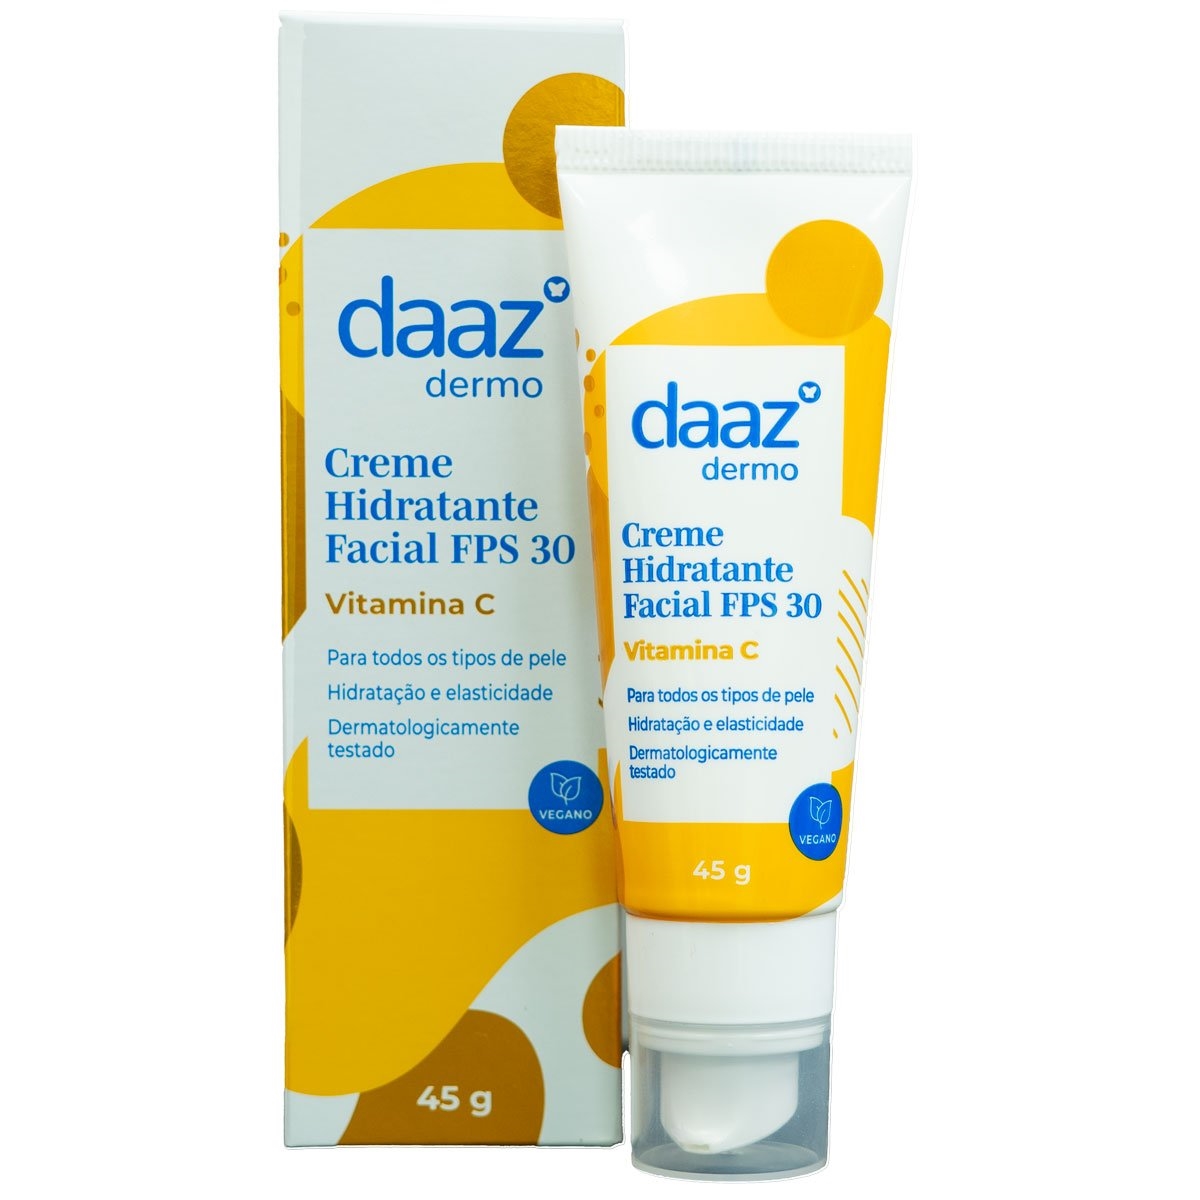 daaz
dermo
Creme
Hidratante
Facial FPS 30
Vitamina C
Para todos os tipos de pele
Hidratação e elasticidade
Dermatologicamente
testado
VEGANO
45 g
daaz
dermo
Creme
Hidratante
Facial FPS 30
Vitamina C
Para todos os tipos de pele
Hidratação e elasticidade
Dermatologicamente
testado
VEGANO
45 g